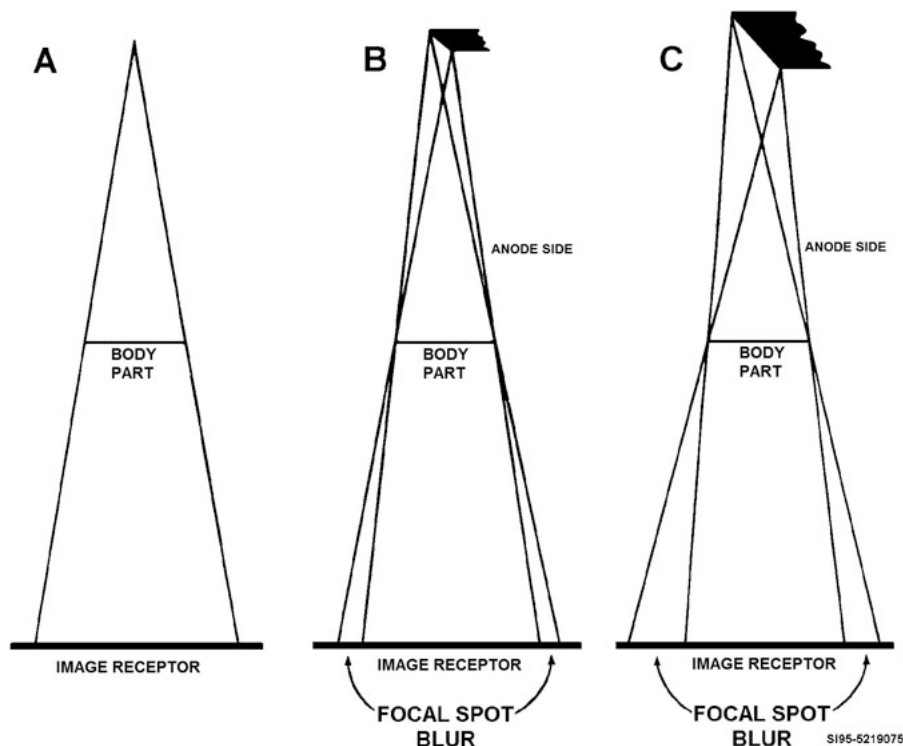 A
B
C
ANODE SIDE
ANODE SIDE
BODY
PART
BODY
PART
BODY
PART
IMAGE RECEPTOR
IMAGE RECEPTOR
IMAGE RECEPTOR
FOCAL SPOT
BLUR
FOCAL SPOT
BLUR
SI95-5219075